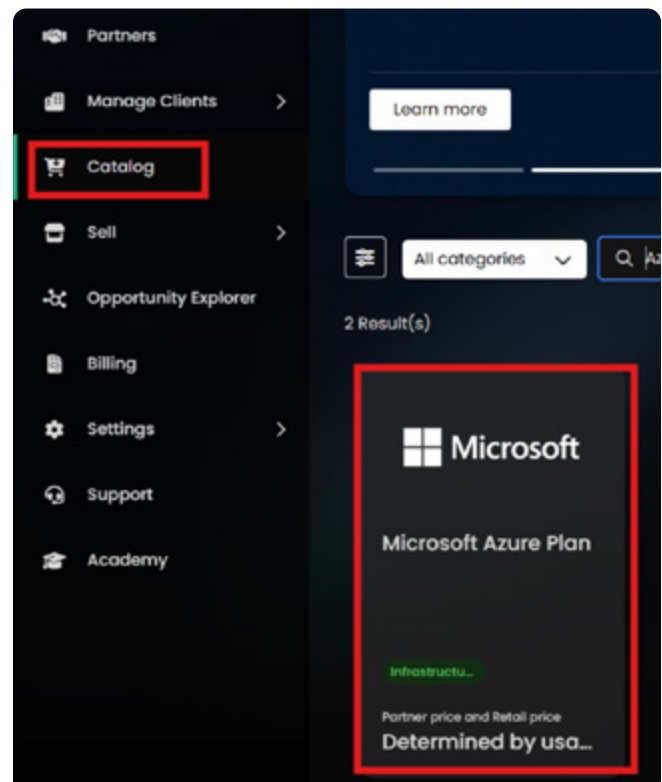 Partners
Manage Clients
Catalog
Sell
Opportunity Explorer
Billing
Settings
Support
Academy
Learn more
All categories
Az
2 Result(s)
Microsoft
Microsoft Azure Plan
Infrastructu...
Partner price and Retail price
Determined by usa...